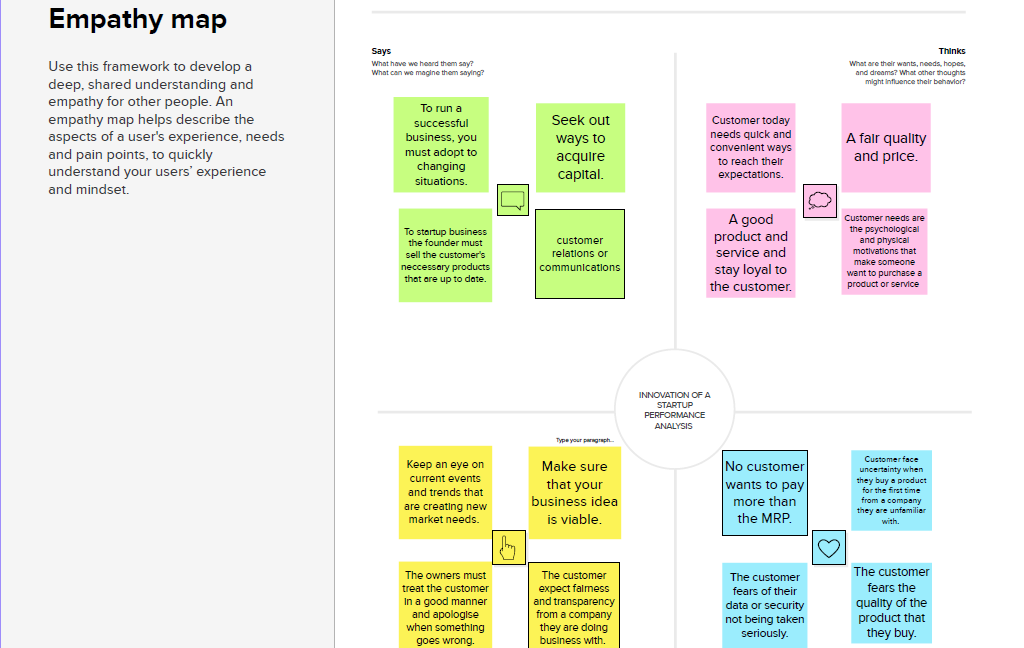 Empathy map
Use this framework to develop a
deep, shared understanding and
empathy for other people. An
empathy map helps describe the
aspects of a user's experience, needs
and pain points, to quickly
understand your users’ experience
and mindset.
Says
What have we heard them say?
What can we magine them saying?
Thinks
What are their wants, needs, hopes,
and dreams? What other thoughts
might influence their behavior?
To run a
successful
business, you
must adopt to
changing
situations.
Seek out
ways to
acquire
capital.
To startup business
the founder must
sell the customer's
neccessary products
that are up to date.
customer
relations or
communications
Customer today
needs quick and
convenient ways
to reach their
expectations.
A fair quality
and price.
A good
product and
service and
stay loyal to
the customer.
Customer needs are
the psychological
and physical
motivations that
make someone
want to purchase a
product or service
INNOVATION OF A
STARTUP
PERFORMANCE
ANALYSIS
Type your paragraph...
Keep an eye on
current events
and trends that
are creating new
market needs.
Make sure
that your
business idea
is viable.
The owners must
treat the customer
in a good manner
and apologise
when something
goes wrong.
The customer
expect fairness
and transparency
from a company
they are doing
business with.
No customer
wants to pay
more than
the MRP.
Customer face
uncertainty when
they buy a product
for the first time
from a company
they are unfamiliar
with.
The customer
fears of their
data or security
not being taken
seriously.
The customer
fears the
quality of the
product that
they buy.